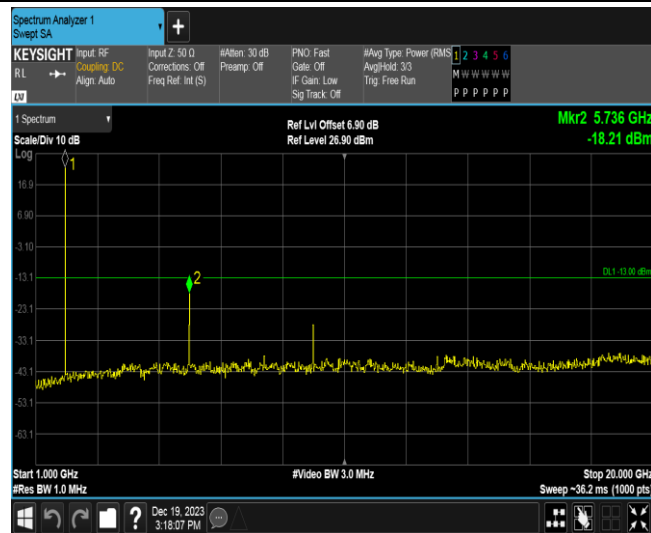 Spectrum Analyzer 1
Swept SA
+
KEYSIGHT
RL
LXI
Input: RF
Coupling: DC
Align: Auto
Input Z: 50 Ω
Corrections: Off
Freq Ref: Int (S)
#Atten: 30 dB
Preamp: Off
PNO: Fast
Gate: Off
IF Gain: Low
Sig Track: Off
#Avg Type: Power (RMS
Avg|Hold: 3/3
Trig: Free Run
1 2 3 4 5 6
M W W W W W
P P P P P P
1 Spectrum
Scale/Div 10 dB
Ref Lvl Offset 6.90 dB
Ref Level 26.90 dBm
Mkr2 5.736 GHz
-18.21 dBm
Log
1
16.9
6.90
-3.10
-13.1
2
DL1 -13.00 dBm
-23.1
-33.1
-43.1
-53.1
-63.1
Start 1.000 GHz
#Video BW 3.0 MHz
Stop 20.000 GHz
#Res BW 1.0 MHz
Sweep ~36.2 ms (1000 pts)
?
Dec 19, 2023
3:18:07 PM